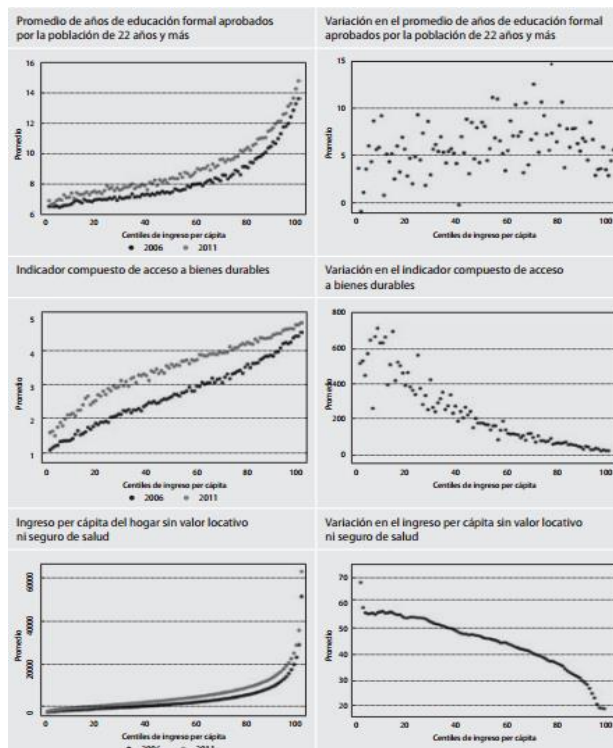 Promedio de años de educación formal aprobados
por la población de 22 años y más
Promedio
16
14
12
10
8
6
0 20 40 60 80 100
Centiles de ingreso per cápita
2006 2011
Variación en el promedio de años de educación formal
aprobados por la población de 22 años y más
Promedio
15
10
5
0
0 20 40 60 80 100
Centiles de ingreso per cápita
Indicador compuesto de acceso a bienes durables
Promedio
5
4
3
2
1
0 20 40 60 80 100
Centiles de ingreso per cápita
2006 2011
Variación en el indicador compuesto de acceso
a bienes durables
Promedio
800
600
400
200
0
0 20 40 60 80 100
Centiles de ingreso per cápita
Ingreso per cápita del hogar sin valor locativo
ni seguro de salud
Promedio
60000
40000
20000
0
0 20 40 60 80 100
Centiles de ingreso per cápita
2006 2011
Variación en el ingreso per cápita sin valor locativo
ni seguro de salud
Promedio
70
60
50
40
30
20
0 20 40 60 80 100
Centiles de ingreso per cápita